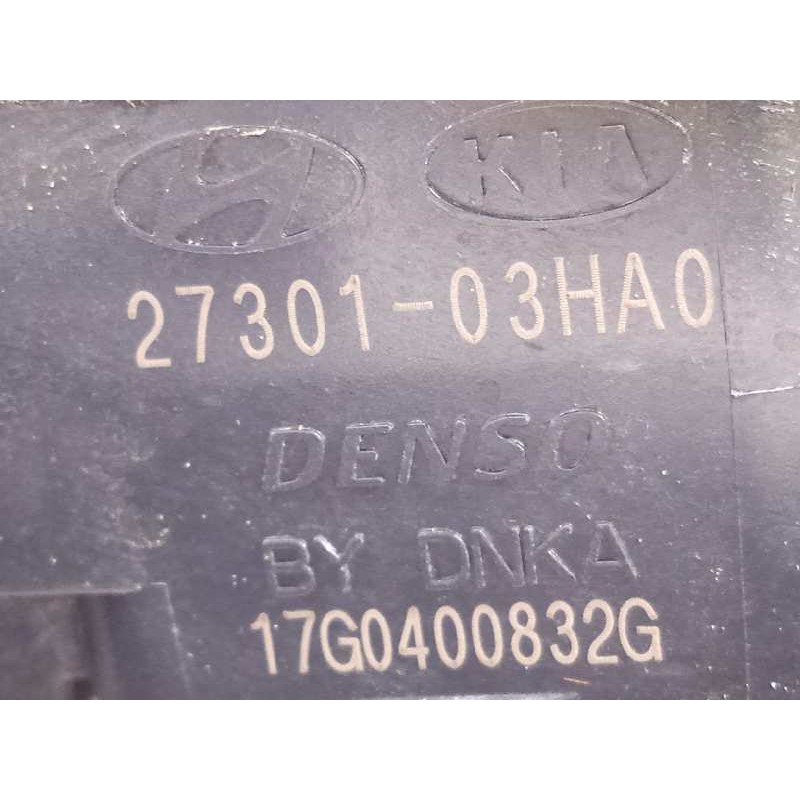 KIA
27301-03HA0
DENSO
BY DNKA
17G0400832G